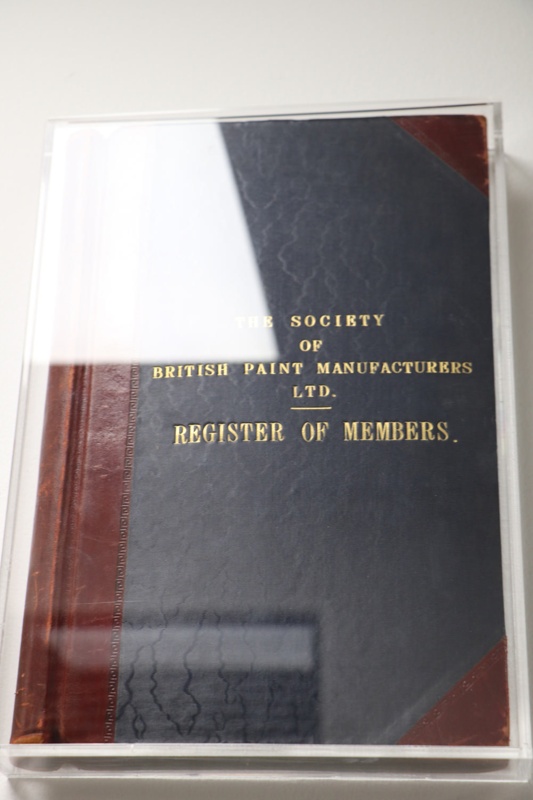 THE SOCIETY
OF
BRITISH PAINT MANUFACTURERS
LTD.
REGISTER OF MEMBERS.